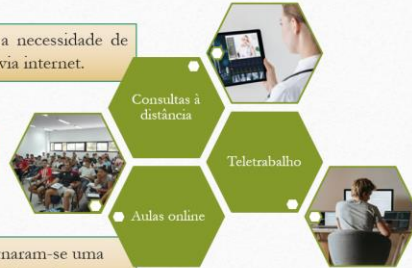 a necessidade de
via internet.
Consultas à
distância
Teletrabalho
Aulas online
naram-se uma